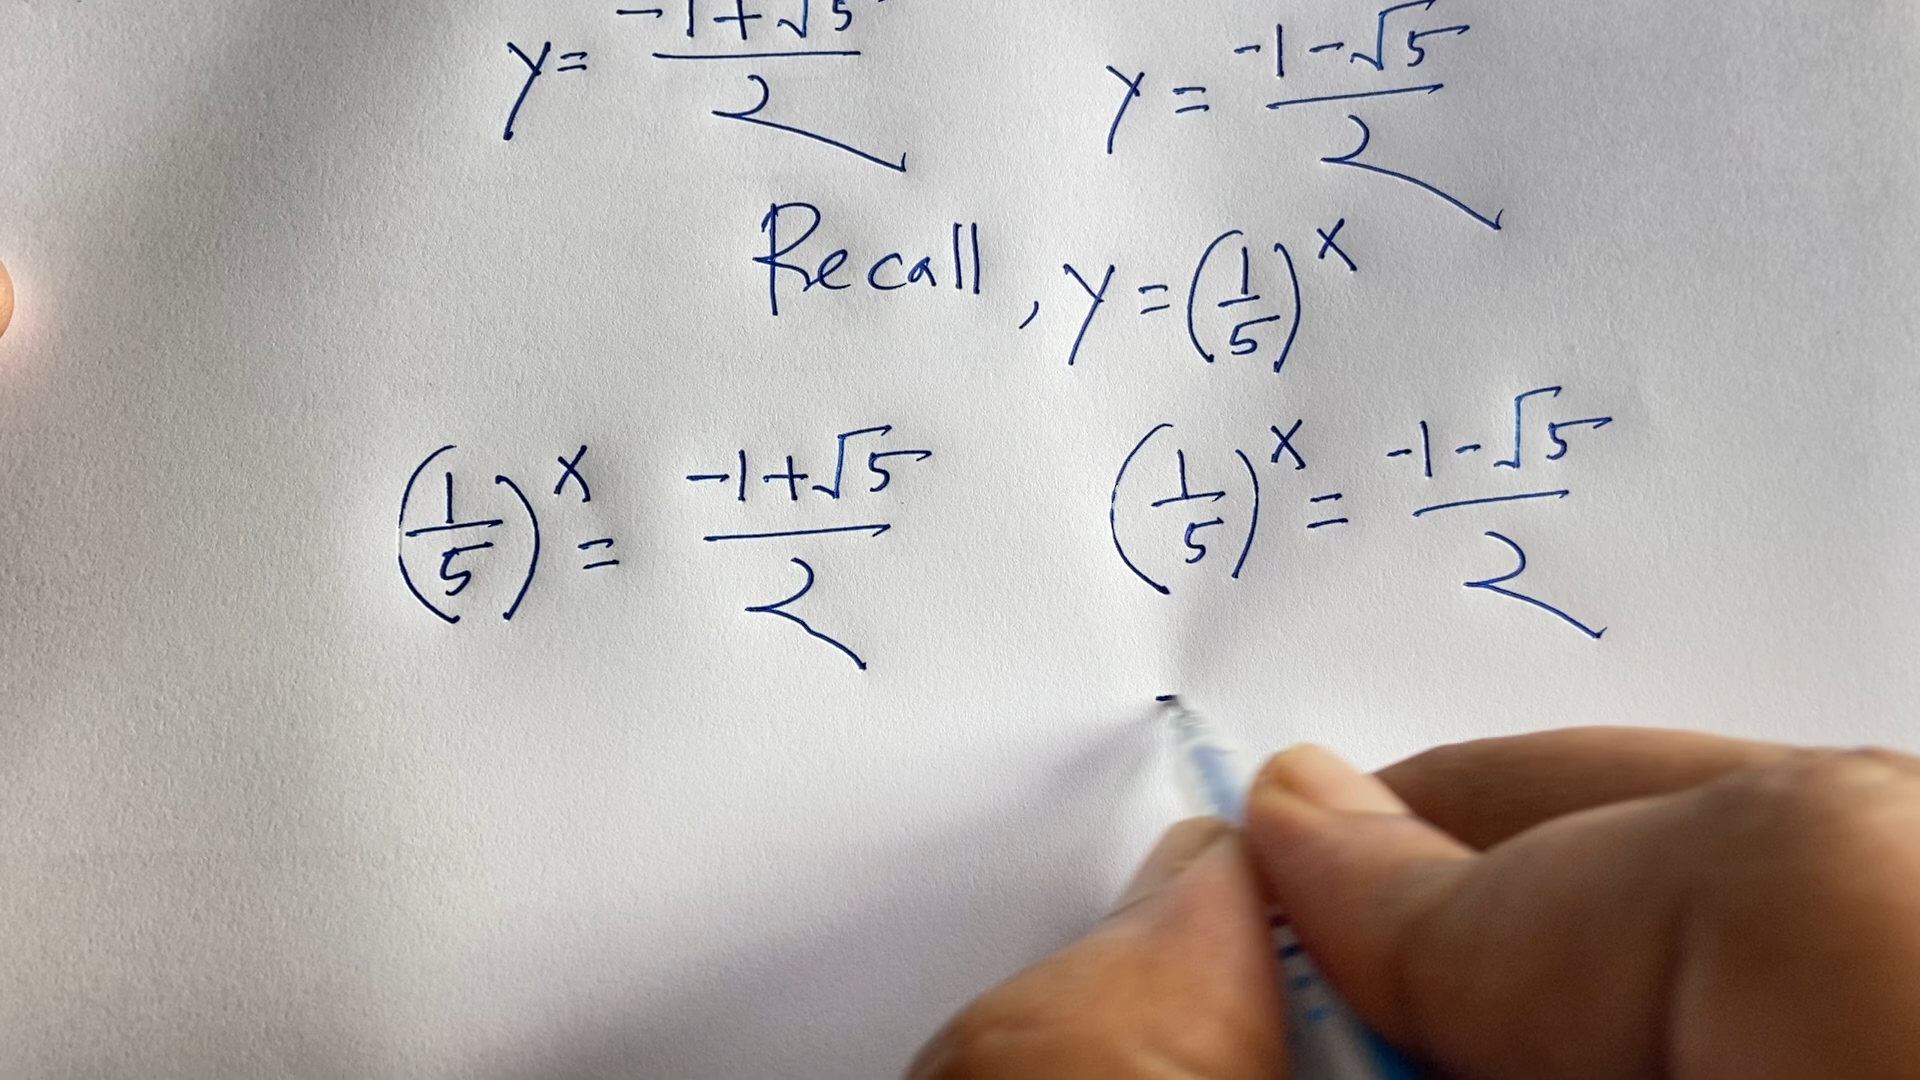 y = (-1+√5)/2    y = (-1-√5)/2
Recall, y = (1/5)^x
(1/5)^x = (-1+√5)/2    (1/5)^x = (-1-√5)/2
-